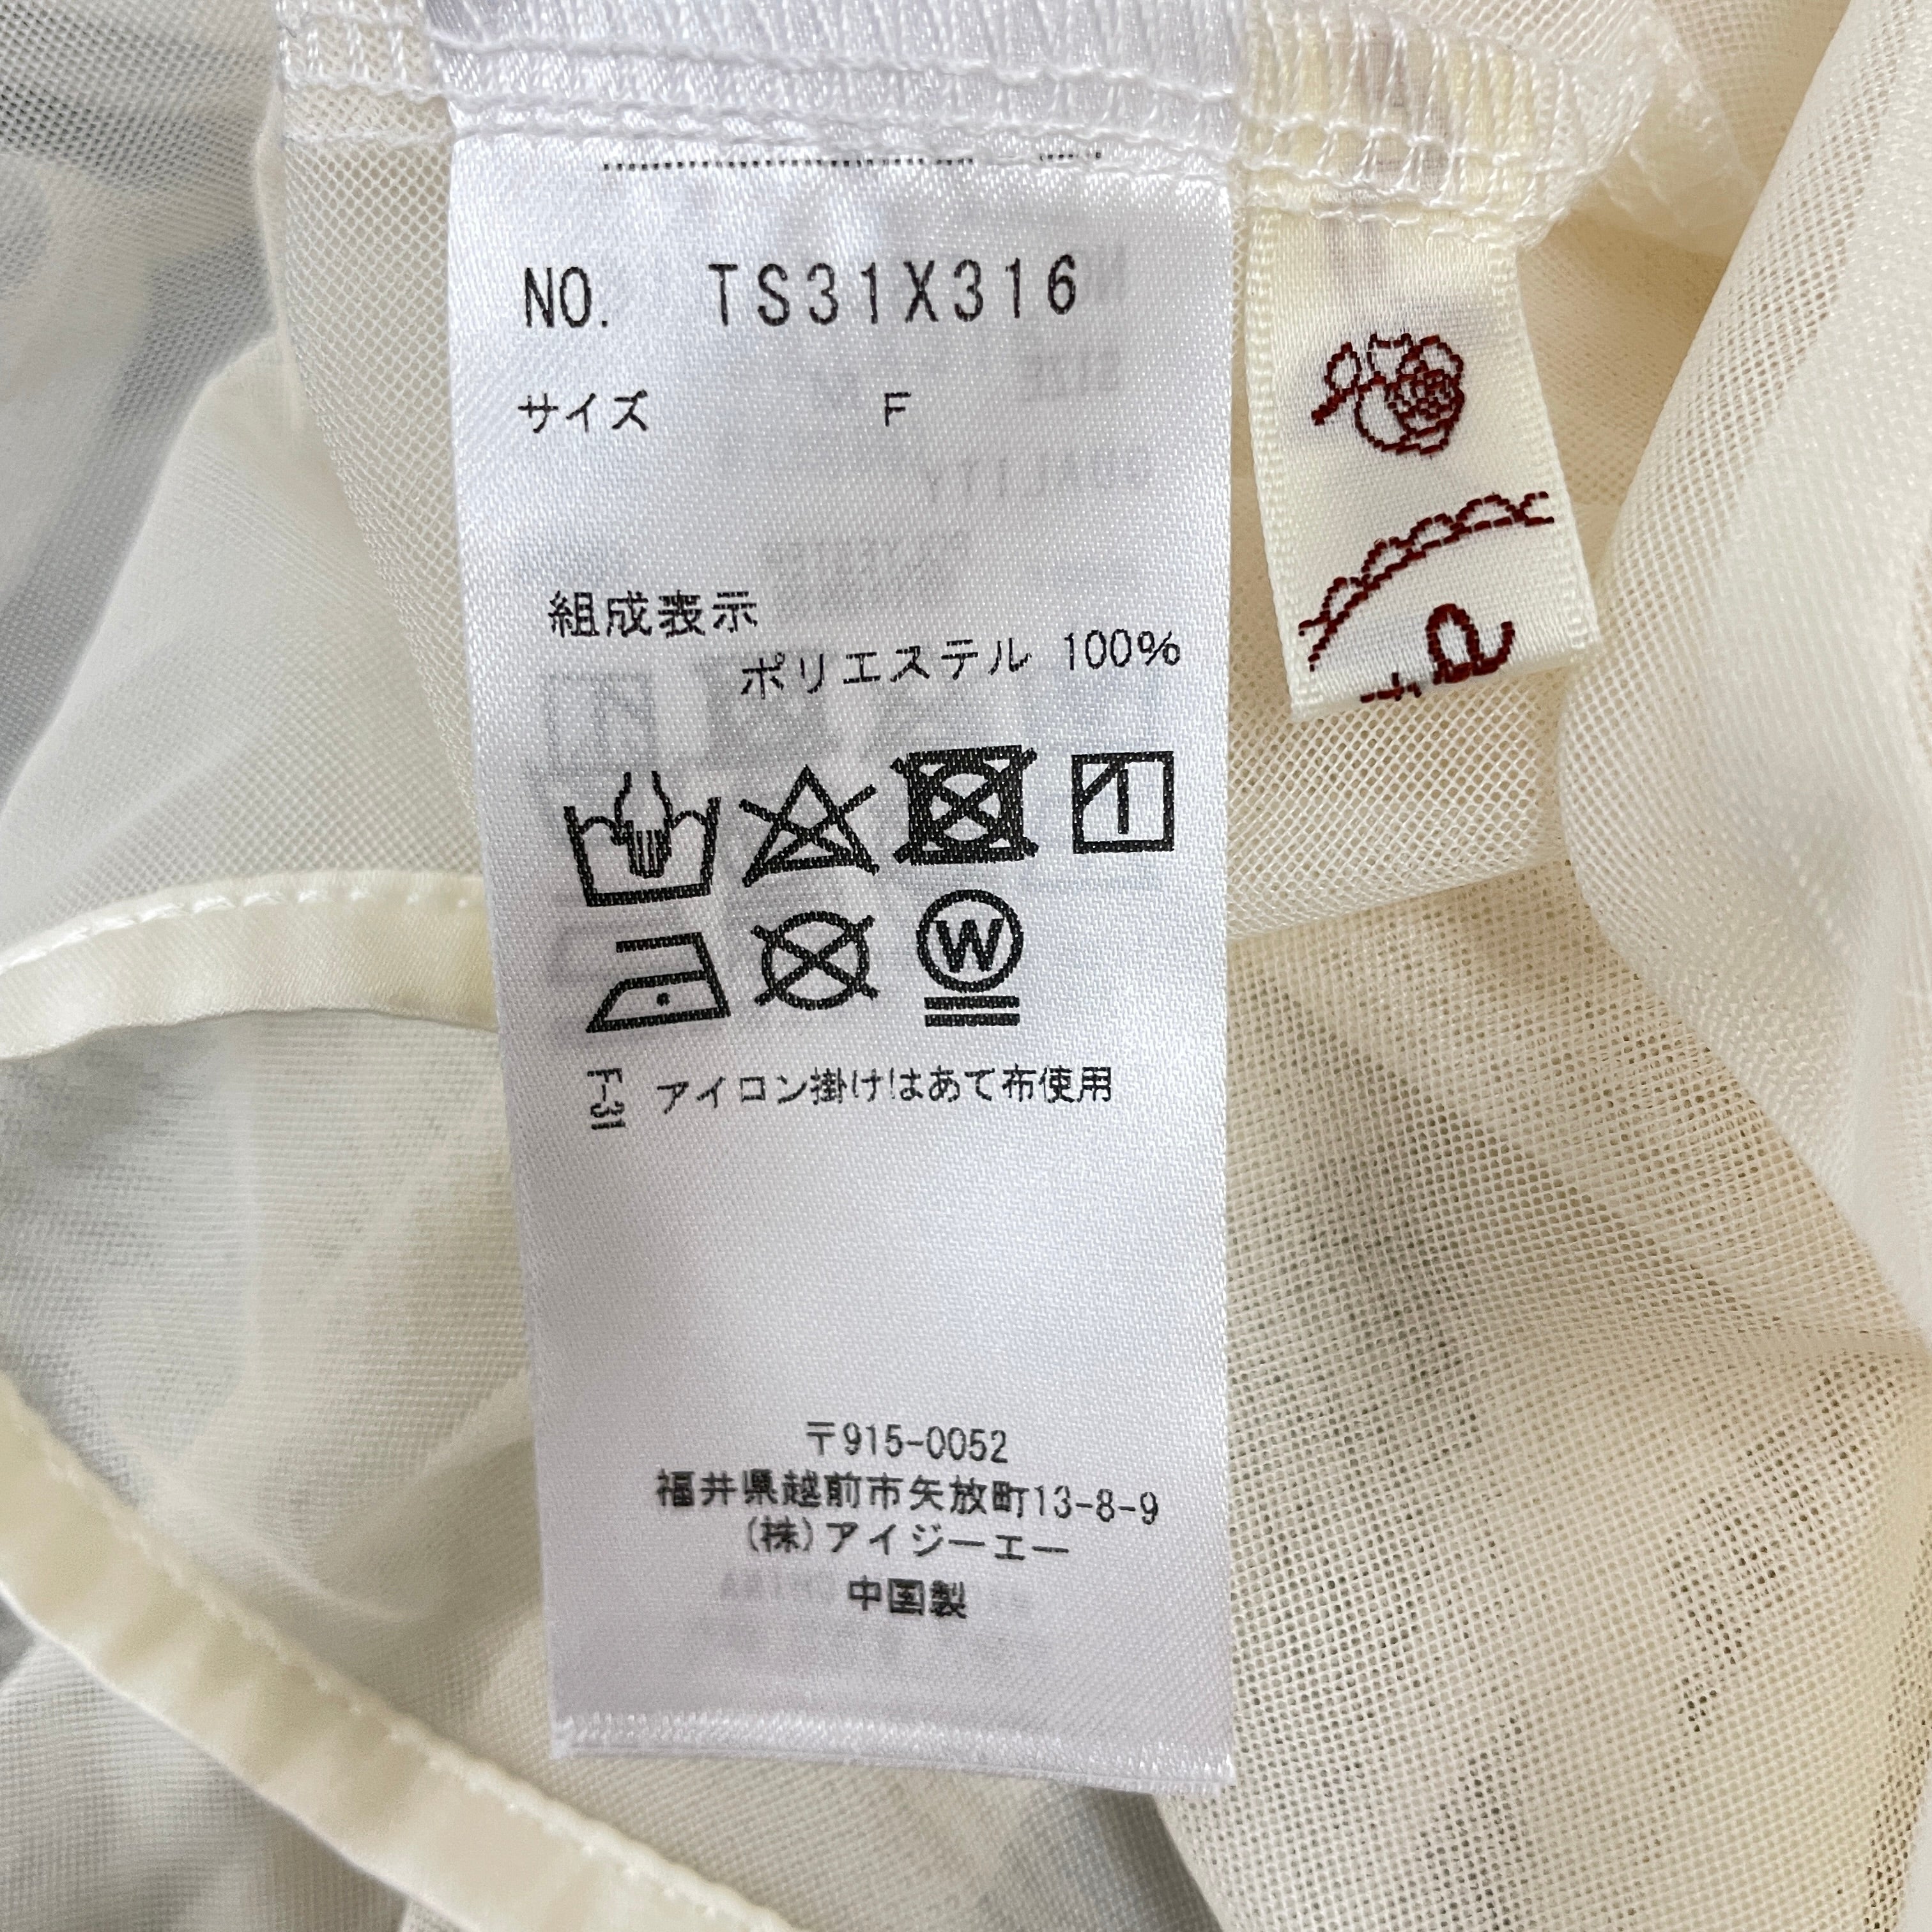 NO. TS31X316
サイズ F
組成表示
ポリエステル 100%
W
F-31 アイロン掛けはあて布使用
〒915-0052
福井県越前市矢放町13-8-9
(株)アイジーエー
中国製